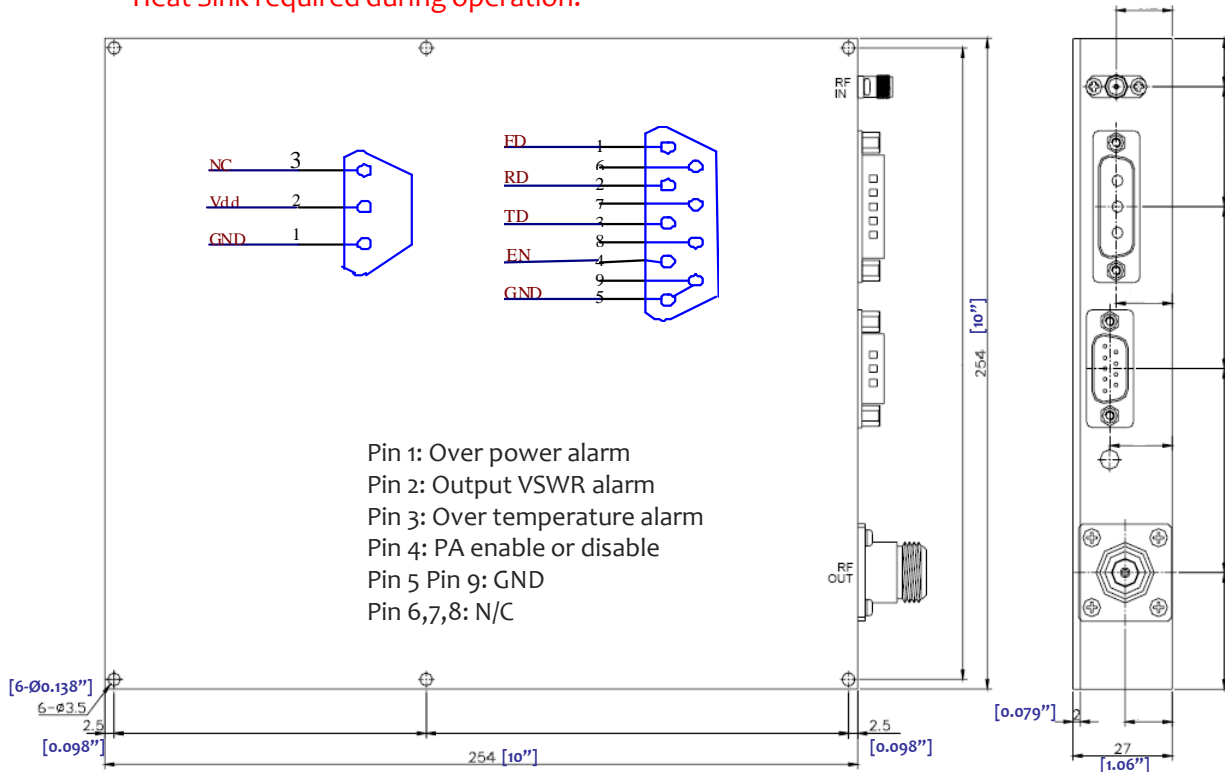 Heat Sink required during operation.
RF
IN
NC 3
Vdd 2
GND 1
FD 1
6
RD 2
7
TD 3
8
EN 4
9
GND 5
254 [10”]
Pin 1: Over power alarm
Pin 2: Output VSWR alarm
Pin 3: Over temperature alarm
Pin 4: PA enable or disable
Pin 5 Pin 9: GND
Pin 6,7,8: N/C
RF
OUT
[6-Ø0.138”]
6-Ø3.5
2.5
[0.098”]
254 [10”]
2.5
[0.098”]
[0.079”] 2
27
[1.06”]